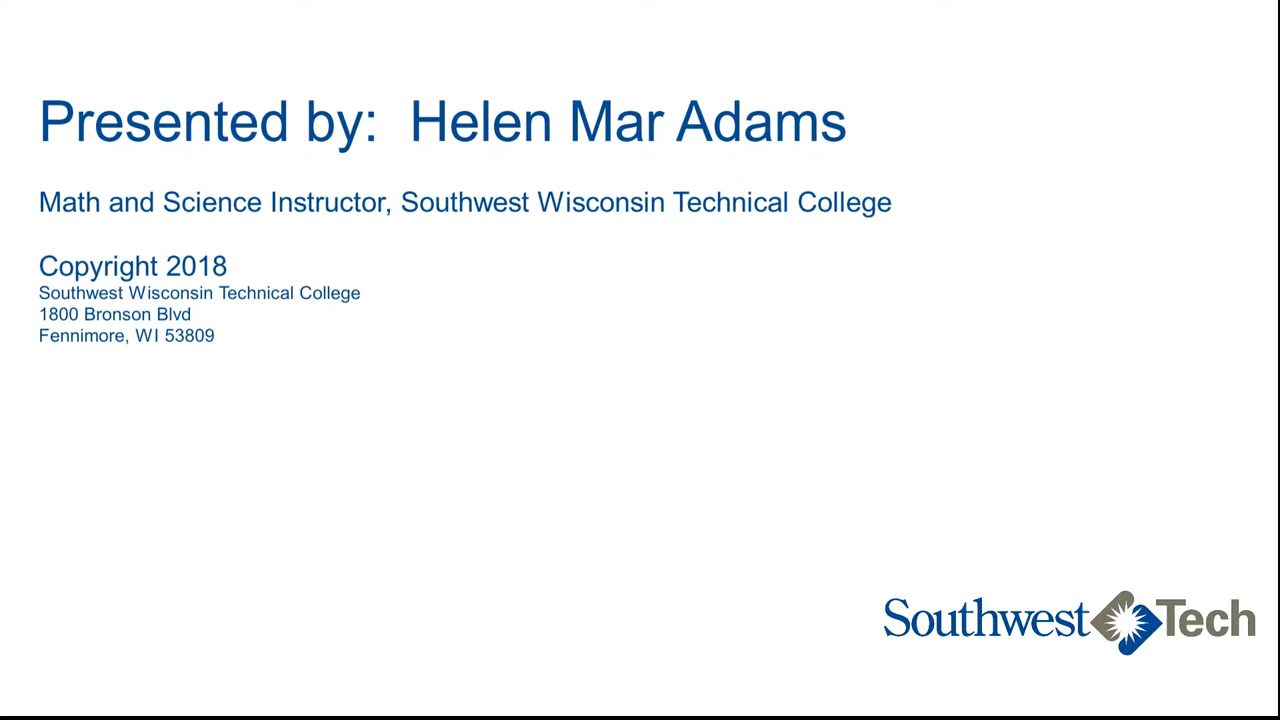 Presented by:  Helen Mar Adams
Math and Science Instructor, Southwest Wisconsin Technical College
Copyright 2018
Southwest Wisconsin Technical College
1800 Bronson Blvd
Fennimore, WI 53809
Southwest Tech